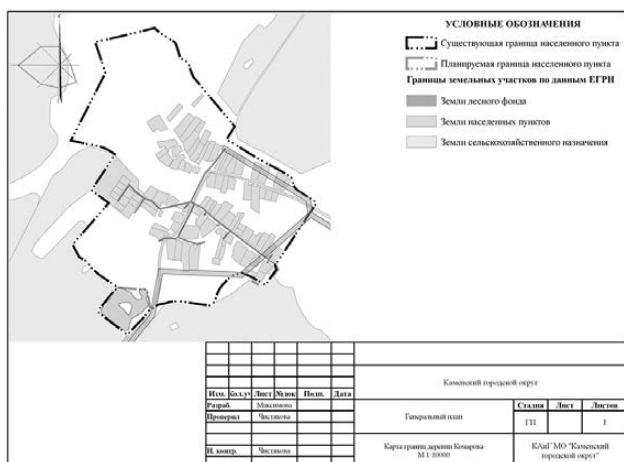 УСЛОВНЫЕ ОБОЗНАЧЕНИЯ
Существующая граница населенного пункта
Планируемая граница населенного пункта
Границы земельных участков по данным ЕГРН
Земли лесного фонда
Земли населенных пунктов
Земли сельскохозяйственного назначения
Каменский городской округ
Изм. Кол.уч Лист №док Подп. Дата
Разраб. Максимова
Проверил Чистякова
Генеральный план
Стадия Лист Листов
ГП 1
Н. контр. Чистякова
Карта границ деревни Комарова
М 1:10000
КАиГ МО "Каменский
городской округ"